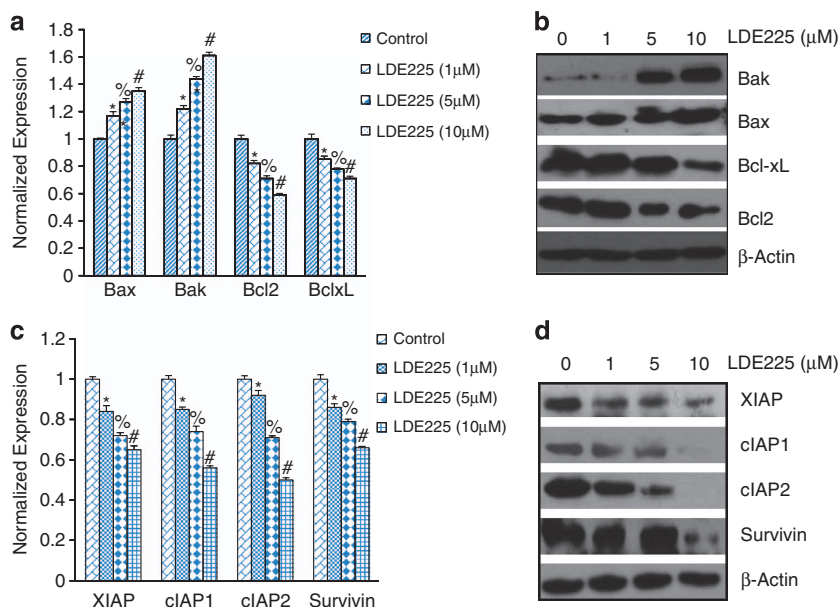 a
Normalized Expression
1.8
1.6
1.4
1.2
1
0.8
0.6
0.4
0.2
0
* % * #
* % #
* % #
* % #
Bax Bak Bcl2 BclxL
Control
LDE225 (1μM)
LDE225 (5μM)
LDE225 (10μM)
b
0 1 5 10 LDE225 (μM)
Bak
Bax
Bcl-xL
Bcl2
β-Actin
c
Normalized Expression
1.2
1
0.8
0.6
0.4
0.2
0
* % #
* % #
* % #
* % #
XIAP cIAP1 cIAP2 Survivin
Control
LDE225 (1μM)
LDE225 (5μM)
LDE225 (10μM)
d
0 1 5 10 LDE225 (μM)
XIAP
cIAP1
cIAP2
Survivin
β-Actin